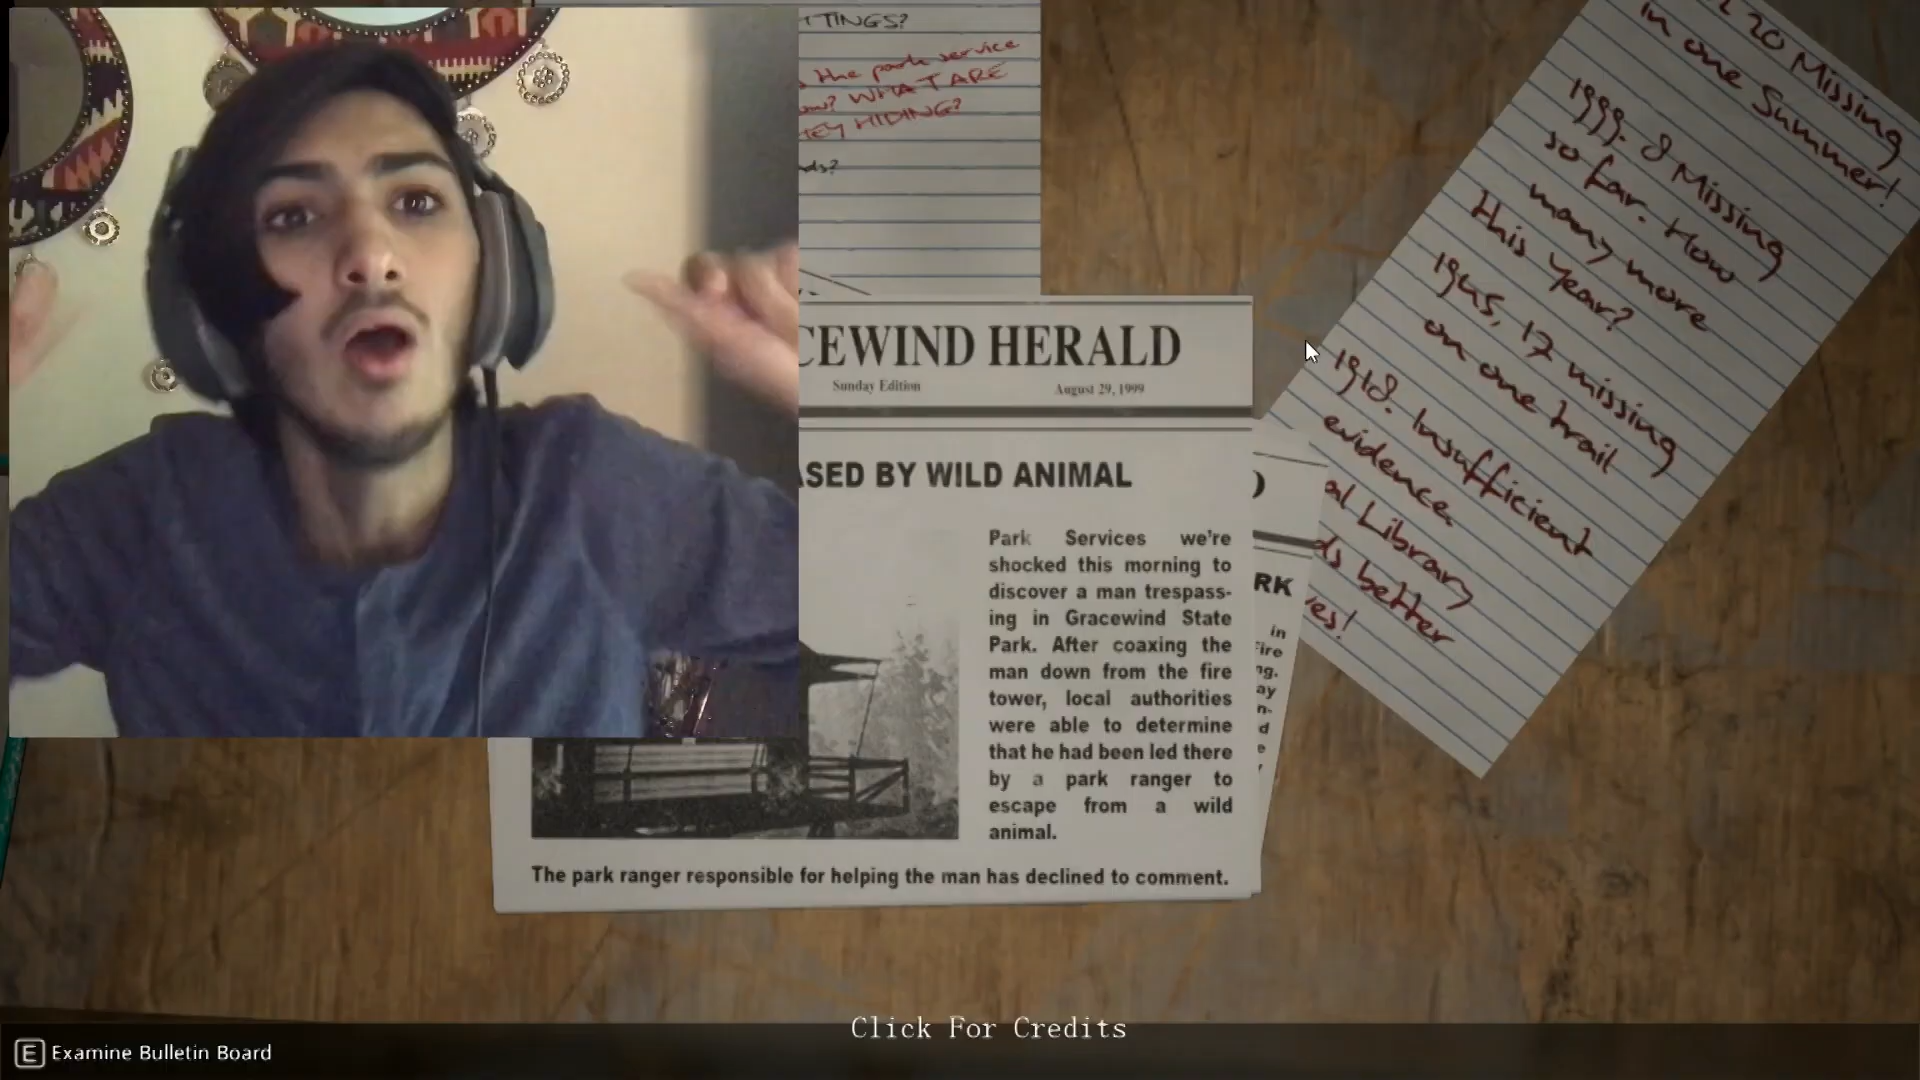 TTINGS?
the park service
WHAT ARE
HEY HIDING?
ds?
20 Missing
in one Summer!
1999. 8 Missing
so far. How
many more
this year?
1945, 17 missing
on one trail
1918. Insufficient
evidence.
al Library
ds better
ves!
CEWIND HERALD
Sunday Edition August 29, 1999
ASED BY WILD ANIMAL
Park Services we're
shocked this morning to
discover a man trespass-
ing in Gracewind State
Park. After coaxing the
man down from the fire
tower, local authorities
were able to determine
that he had been led there
by a park ranger to
escape from a wild
animal.
The park ranger responsible for helping the man has declined to comment.
RK
in
ire
ng.
ay
n-
d
e
y
Click For Credits
E Examine Bulletin Board